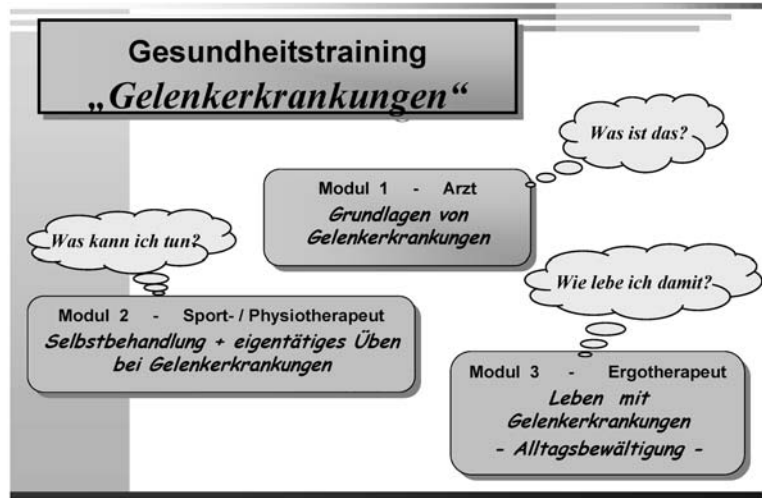 Gesundheitstraining
„Gelenkerkrankungen“
Was ist das?
Modul 1 - Arzt
Grundlagen von
Gelenkerkrankungen
Was kann ich tun?
Modul 2 - Sport- / Physiotherapeut
Selbstbehandlung + eigentätiges Üben
bei Gelenkerkrankungen
Wie lebe ich damit?
Modul 3 - Ergotherapeut
Leben mit
Gelenkerkrankungen
- Alltagsbewältigung -